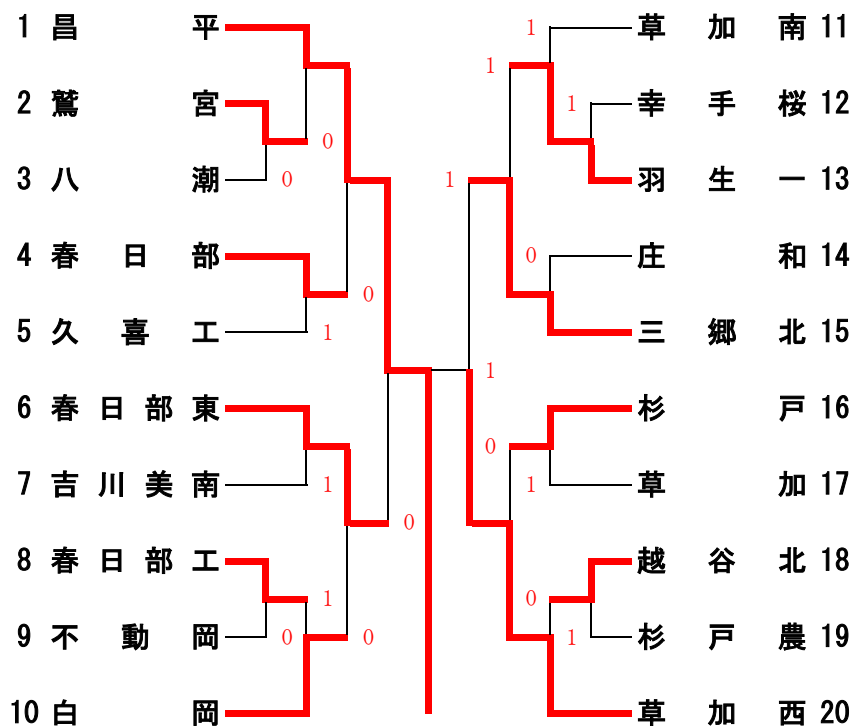 1 昌平
2 鷲宮
3 八潮
4 春日部
5 久喜工
6 春日部東
7 吉川美南
8 春日部工
9 不動岡
10 白岡
0
0
0
1
1
0
1
0
0
1
1
1
1
0
1
0
1
0
1
草加南 11
幸手桜 12
羽生一 13
庄和 14
三郷北 15
杉戸 16
草加 17
越谷北 18
杉戸農 19
草加西 20